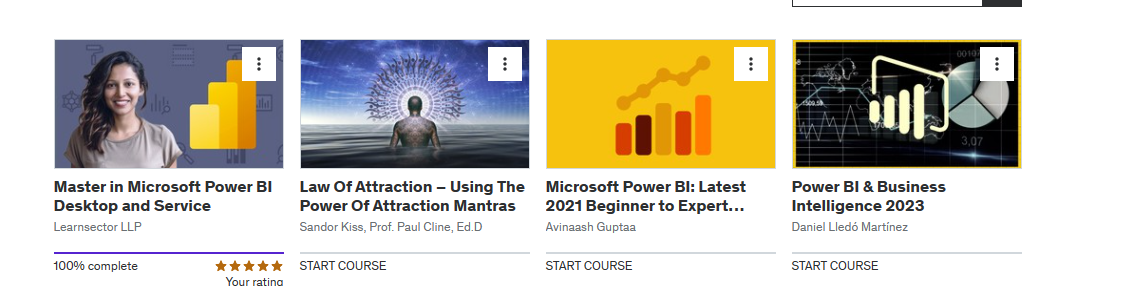 Master in Microsoft Power BI
Desktop and Service
Learnsector LLP
100% complete
Your rating
Law Of Attraction – Using The
Power Of Attraction Mantras
Sandor Kiss, Prof. Paul Cline, Ed.D
START COURSE
Microsoft Power BI: Latest
2021 Beginner to Expert…
Avinaash Guptaa
START COURSE
3,07
Power BI & Business
Intelligence 2023
Daniel Lledó Martínez
START COURSE